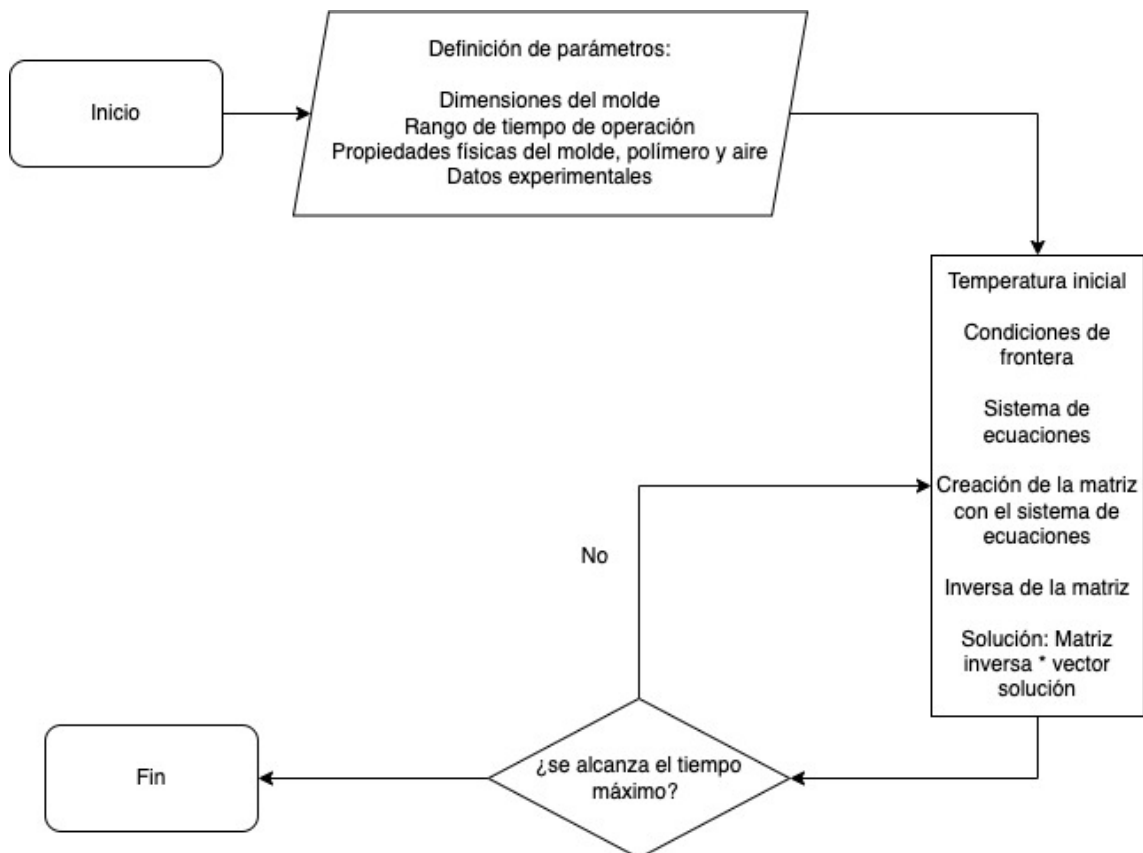 Inicio
Definición de parámetros:
Dimensiones del molde
Rango de tiempo de operación
Propiedades físicas del molde, polímero y aire
Datos experimentales
Temperatura inicial
Condiciones de
frontera
Sistema de
ecuaciones
Creación de la matriz
con el sistema de
ecuaciones
Inversa de la matriz
Solución: Matriz
inversa * vector
solución
No
¿se alcanza el tiempo
máximo?
Fin